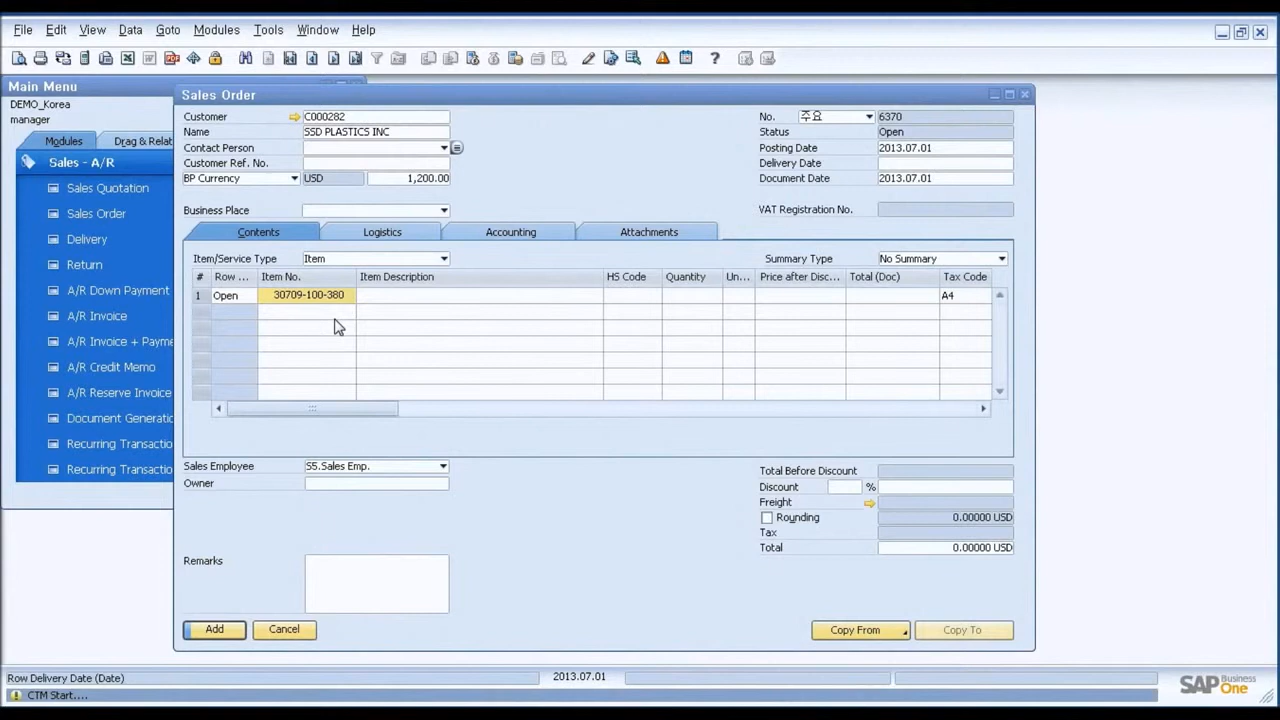 File Edit View Data Goto Modules Tools Window Help
Main Menu
DEMO_Korea
manager
Modules Drag & Relat
Sales - A/R
Sales Quotation
Sales Order
Delivery
Return
A/R Down Payment
A/R Invoice
A/R Invoice + Payme
A/R Credit Memo
A/R Reserve Invoice
Document Generatio
Recurring Transactio
Recurring Transactio
Sales Order
Customer C000282
Name SSD PLASTICS INC
Contact Person
Customer Ref. No.
BP Currency USD 1,200.00
Business Place
No. 주요 6370
Status Open
Posting Date 2013.07.01
Delivery Date
Document Date 2013.07.01
VAT Registration No.
Contents Logistics Accounting Attachments
Item/Service Type Item Summary Type No Summary
# Row ... Item No. Item Description HS Code Quantity Un... Price after Disc... Total (Doc) Tax Code
1 Open 30709-100-380 A4
Sales Employee S5.Sales Emp.
Owner
Remarks
Total Before Discount
Discount %
Freight
Rounding 0.00000 USD
Tax
Total 0.00000 USD
Add Cancel Copy From Copy To
Row Delivery Date (Date) 2013.07.01
CTM Start....
SAP Business One